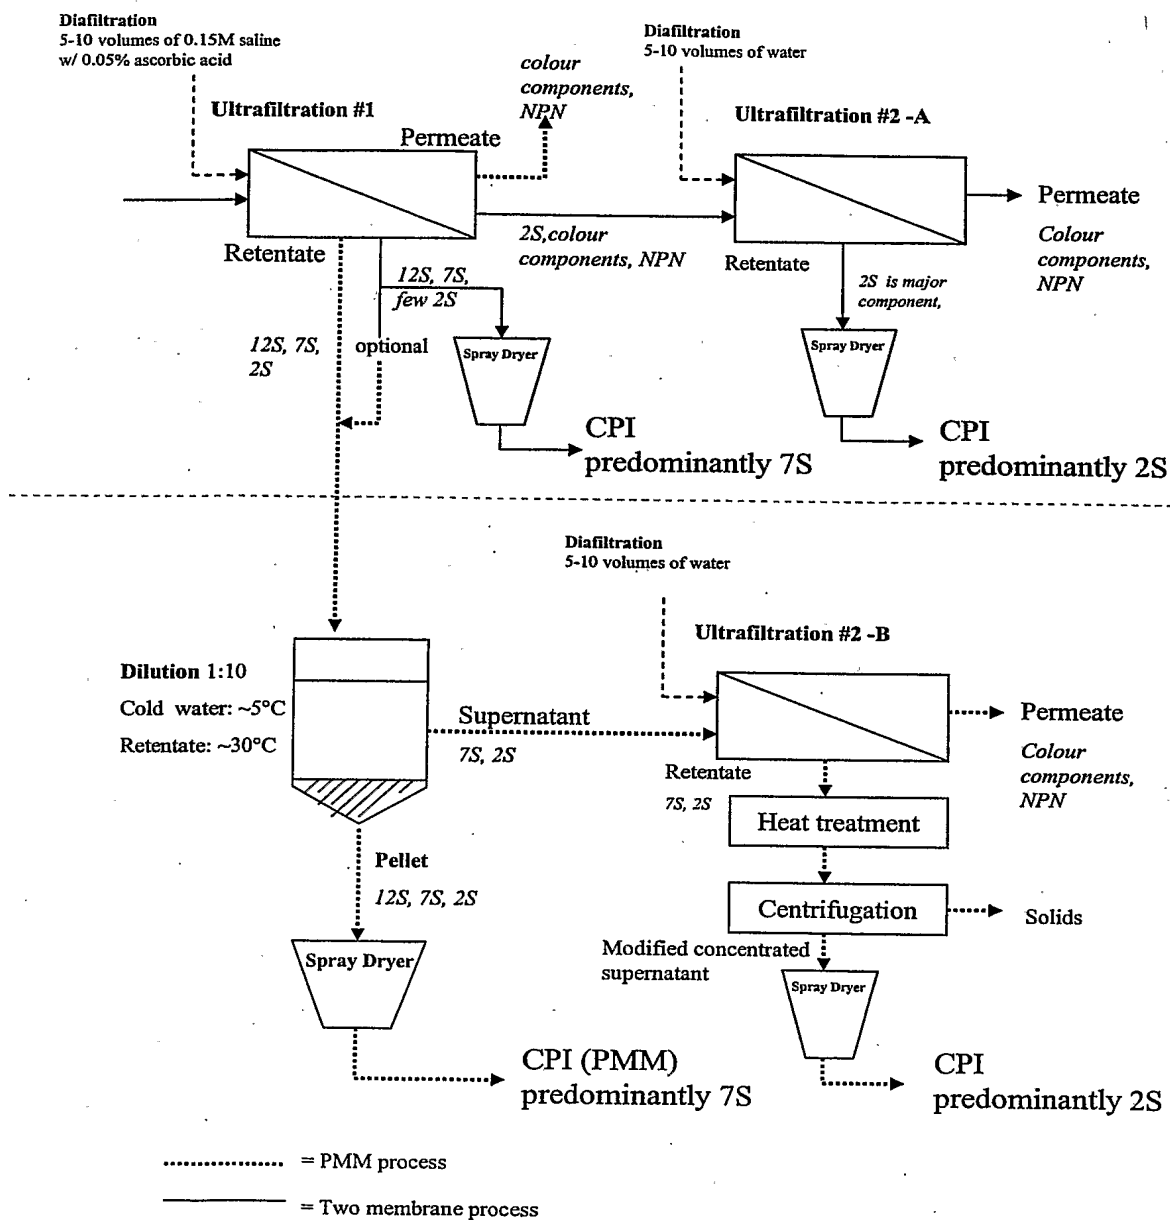 Diafiltration
5-10 volumes of 0.15M saline
w/ 0.05% ascorbic acid
Ultrafiltration #1
Permeate
colour
components,
NPN
Retentate
2S,colour
components, NPN
12S, 7S,
few 2S
12S, 7S,
2S
optional
Spray Dryer
CPI
predominantly 7S
Diafiltration
5-10 volumes of water
Ultrafiltration #2 -A
Permeate
Colour
components,
NPN
Retentate
2S is major
component,
Spray Dryer
CPI
predominantly 2S
Dilution 1:10
Cold water: ~5°C
Retentate: ~30°C
Supernatant
7S, 2S
Pellet
12S, 7S, 2S
Spray Dryer
CPI (PMM)
predominantly 7S
Diafiltration
5-10 volumes of water
Ultrafiltration #2 -B
Permeate
Colour
components,
NPN
Retentate
7S, 2S
Heat treatment
Centrifugation
Solids
Modified concentrated
supernatant
Spray Dryer
CPI
predominantly 2S
= PMM process
= Two membrane process